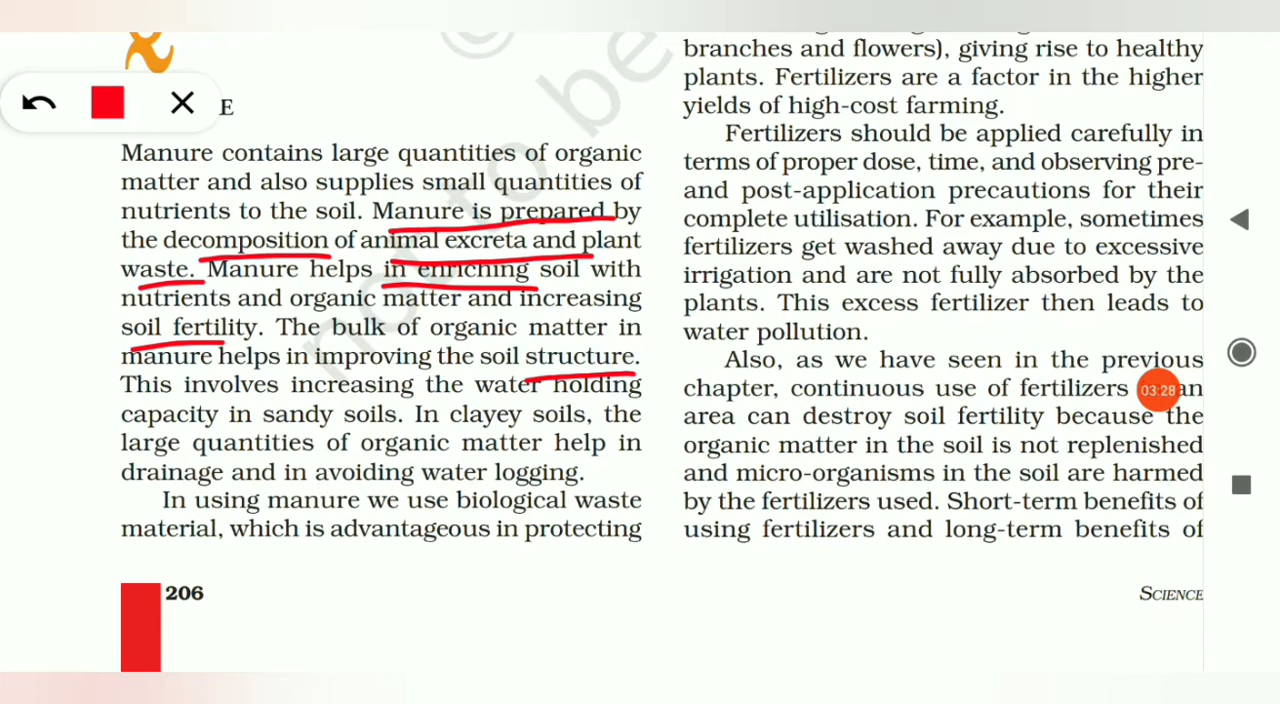 E
Manure contains large quantities of organic
matter and also supplies small quantities of
nutrients to the soil. Manure is prepared by
the decomposition of animal excreta and plant
waste. Manure helps in enriching soil with
nutrients and organic matter and increasing
soil fertility. The bulk of organic matter in
manure helps in improving the soil structure.
This involves increasing the water holding
capacity in sandy soils. In clayey soils, the
large quantities of organic matter help in
drainage and in avoiding water logging.
In using manure we use biological waste
material, which is advantageous in protecting
206
branches and flowers), giving rise to healthy
plants. Fertilizers are a factor in the higher
yields of high-cost farming.
Fertilizers should be applied carefully in
terms of proper dose, time, and observing pre-
and post-application precautions for their
complete utilisation. For example, sometimes
fertilizers get washed away due to excessive
irrigation and are not fully absorbed by the
plants. This excess fertilizer then leads to
water pollution.
Also, as we have seen in the previous
chapter, continuous use of fertilizers an
area can destroy soil fertility because the
organic matter in the soil is not replenished
and micro-organisms in the soil are harmed
by the fertilizers used. Short-term benefits of
using fertilizers and long-term benefits of
SCIENCE
03:28
© not to be